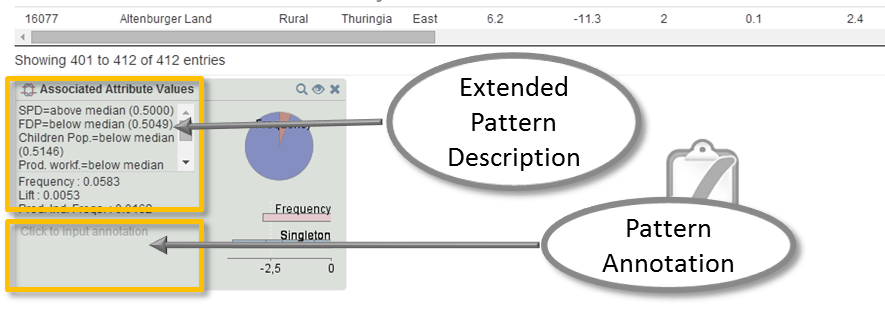 16077 Altenburger Land Rural Thuringia East 6.2 -11.3 2 0.1 2.4
Showing 401 to 412 of 412 entries
Associated Attribute Values
SPD=above median (0.5000)
FDP=below median (0.5049)
Children Pop.=below median
(0.5146)
Prod. workf.=below median
Frequency : 0.0583
Lift : 0.0053
Click to input annotation
Frequency
Frequency
Singleton
-2,5 0
Extended
Pattern
Description
Pattern
Annotation